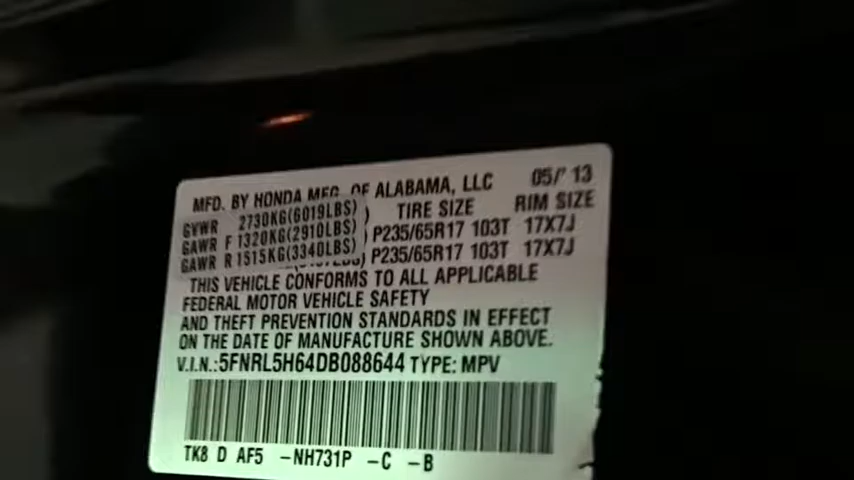 MFD. BY HONDA MFG. OF ALABAMA, LLC 05/' 13
GVWR 2730KG(6019LBS) TIRE SIZE RIM SIZE
GAWR F 1320KG(2910LBS) P235/65R17 103T 17X7J
GAWR R 1515KG(3340LBS) P235/65R17 103T 17X7J
THIS VEHICLE CONFORMS TO ALL APPLICABLE
FEDERAL MOTOR VEHICLE SAFETY
AND THEFT PREVENTION STANDARDS IN EFFECT
ON THE DATE OF MANUFACTURE SHOWN ABOVE.
V.I.N.:5FNRL5H64DB088644 TYPE: MPV
TK8 D AF5 -NH731P -C -B